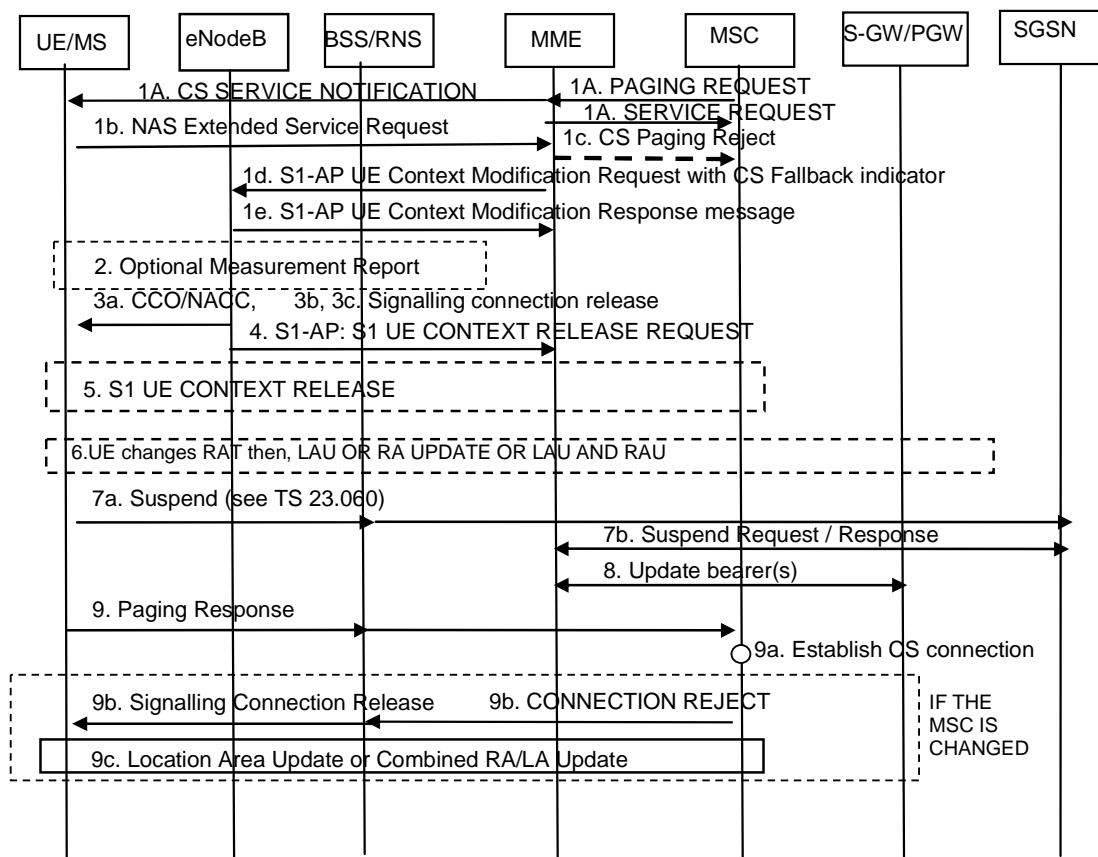 UE/MS
eNodeB
BSS/RNS
MME
MSC
S-GW/PGW
SGSN
1A. CS SERVICE NOTIFICATION
1A. PAGING REQUEST
1A. SERVICE REQUEST
1b. NAS Extended Service Request
1c. CS Paging Reject
1d. S1-AP UE Context Modification Request with CS Fallback indicator
1e. S1-AP UE Context Modification Response message
2. Optional Measurement Report
3a. CCO/NACC, 3b, 3c. Signalling connection release
4. S1-AP: S1 UE CONTEXT RELEASE REQUEST
5. S1 UE CONTEXT RELEASE
6.UE changes RAT then, LAU OR RA UPDATE OR LAU AND RAU
7a. Suspend (see TS 23.060)
7b. Suspend Request / Response
8. Update bearer(s)
9. Paging Response
9a. Establish CS connection
9b. Signalling Connection Release
9b. CONNECTION REJECT
IF THE
MSC IS
CHANGED
9c. Location Area Update or Combined RA/LA Update